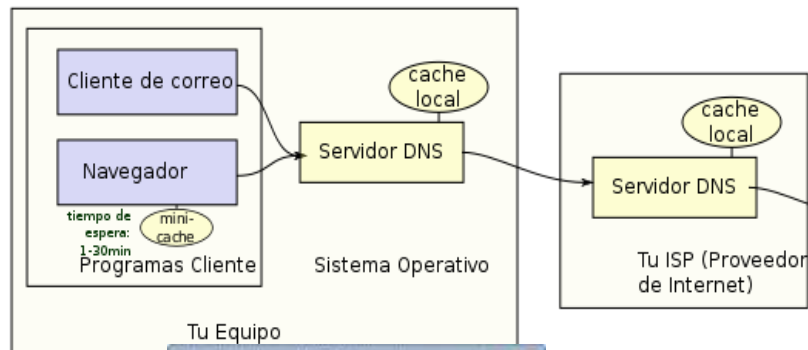 Cliente de correo
Navegador
tiempo de
espera:
1-30min
mini-
cache
Programas Cliente
cache
local
Servidor DNS
Sistema Operativo
Tu Equipo
cache
local
Servidor DNS
Tu ISP (Proveedor
de Internet)